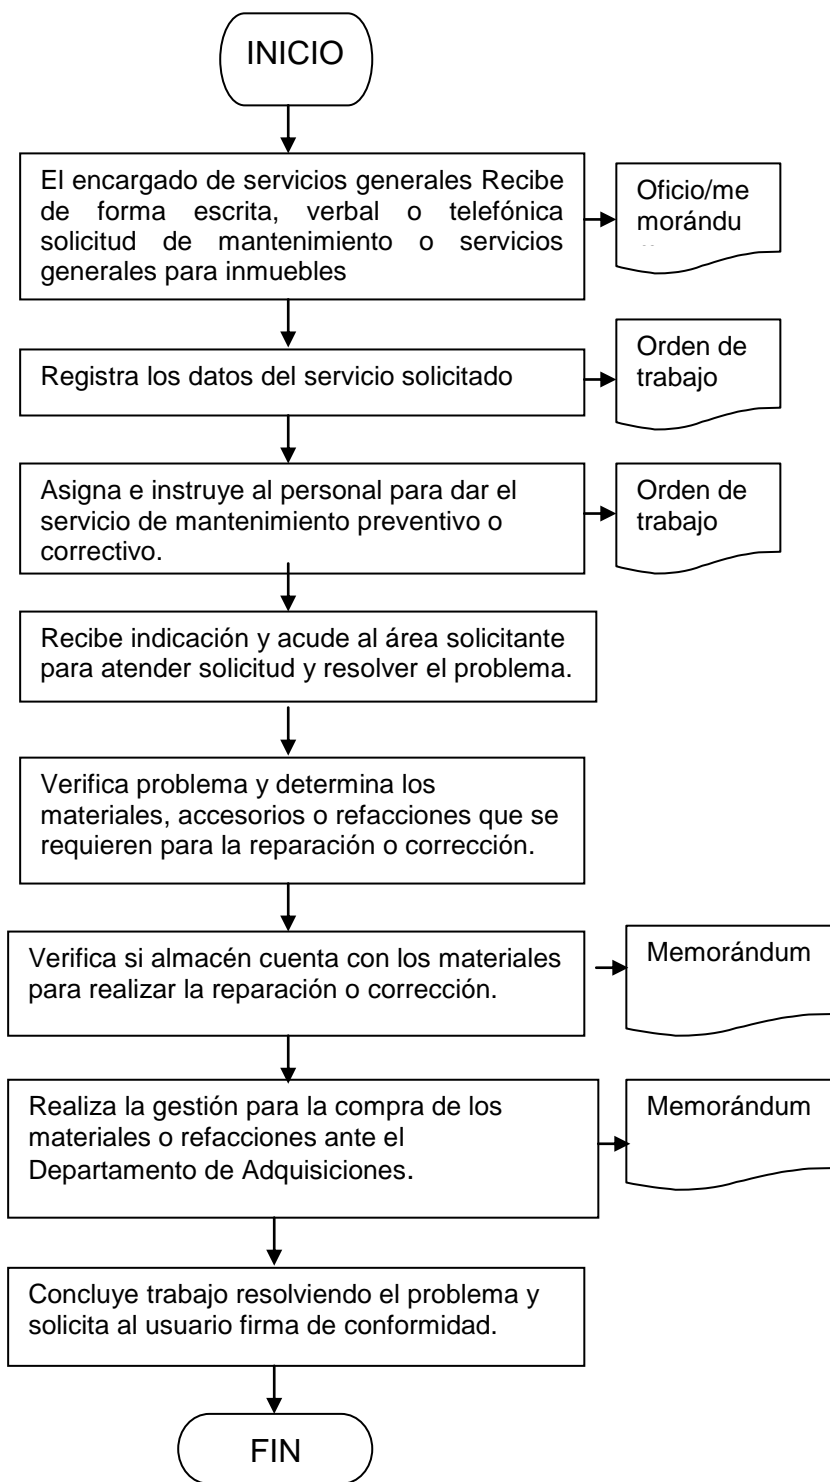 INICIO
El encargado de servicios generales Recibe
de forma escrita, verbal o telefónica
solicitud de mantenimiento o servicios
generales para inmuebles
Oficio/me
morándu
Registra los datos del servicio solicitado
Orden de
trabajo
Asigna e instruye al personal para dar el
servicio de mantenimiento preventivo o
correctivo.
Orden de
trabajo
Recibe indicación y acude al área solicitante
para atender solicitud y resolver el problema.
Verifica problema y determina los
materiales, accesorios o refacciones que se
requieren para la reparación o corrección.
Verifica si almacén cuenta con los materiales
para realizar la reparación o corrección.
Memorándum
Realiza la gestión para la compra de los
materiales o refacciones ante el
Departamento de Adquisiciones.
Memorándum
Concluye trabajo resolviendo el problema y
solicita al usuario firma de conformidad.
FIN